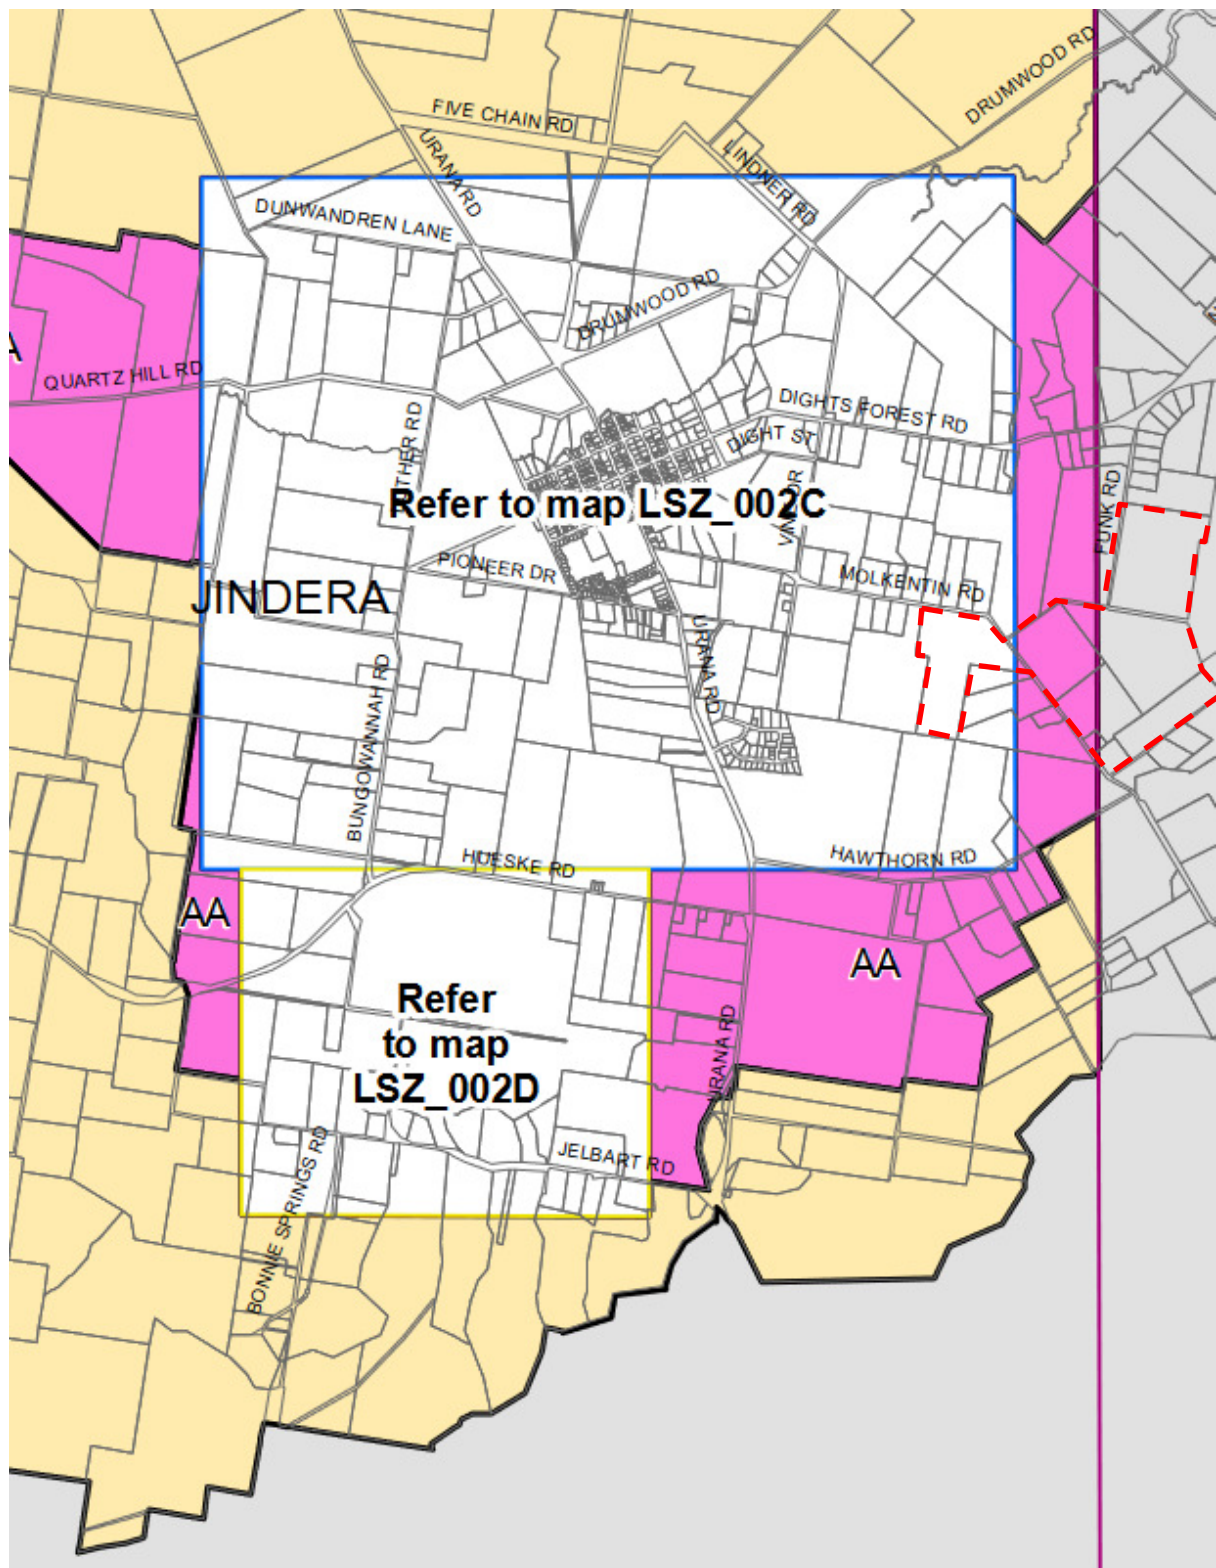 DRUMWOOD RD
FIVE CHAIN RD
URANA RD
LINDNER RD
DUNWANDREN LANE
DRUMWOOD RD
QUARTZ HILL RD
DIGHTS FOREST RD
DIGHT ST
Refer to map LSZ_002C
FUNK RD
PIONEER DR
MOLKENTIN RD
JINDERA
URANA RD
BUNGOWANNAH RD
HUESKE RD
HAWTHORN RD
AA
AA
Refer
to map
LSZ_002D
URANA RD
JELBART RD
BONNIE SPRINGS RD